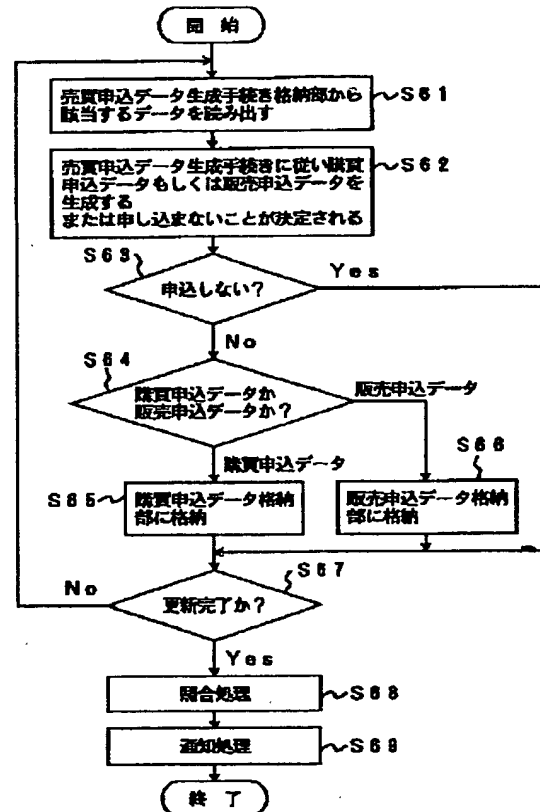 開 始
売買申込データ生成手続き格納部から
該当するデータを読み出す
S61
売買申込データ生成手続きに従い購買
申込データもしくは販売申込データを
生成する
または申し込まないことが決定される
S62
S63
申込しない?
Yes
No
S64
購買申込データか
販売申込データか?
販売申込データ
購買申込データ
S65
購買申込データ格納
部に格納
S66
販売申込データ格納
部に格納
S67
更新完了か?
No
Yes
照合処理
S68
通知処理
S69
終 了